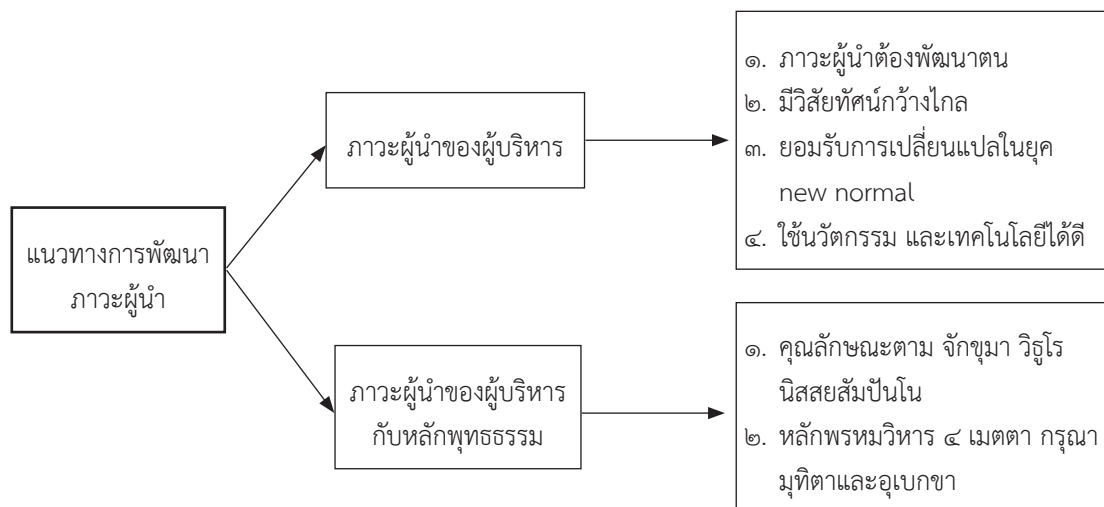 แนวทางการพัฒนา
ภาวะผู้นำ
ภาวะผู้นำของผู้บริหาร
๑. ภาวะผู้นำต้องพัฒนาตน
๒. มีวิสัยทัศน์กว้างไกล
๓. ยอมรับการเปลี่ยนแปลในยุค
new normal
๔. ใช้นวัตกรรม และเทคโนโลยีได้ดี
ภาวะผู้นำของผู้บริหาร
กับหลักพุทธธรรม
๑. คุณลักษณะตาม จักขุมา วิธูโร
นิสสยสัมปันโน
๒. หลักพรหมวิหาร ๔ เมตตา กรุณา
มุทิตาและอุเบกขา